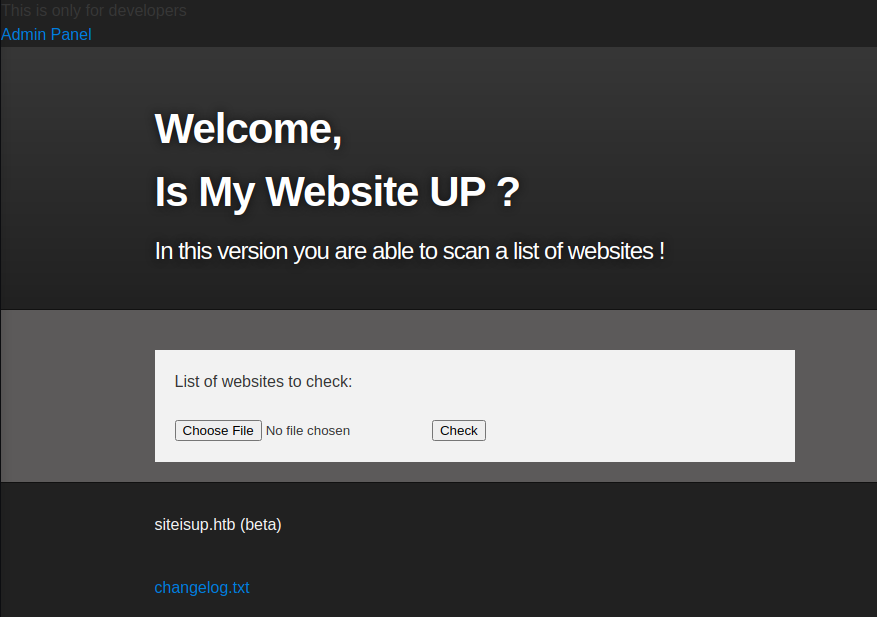 This is only for developers
Admin Panel
Welcome,
Is My Website UP ?
In this version you are able to scan a list of websites !
List of websites to check:
Choose File No file chosen Check
siteisup.htb (beta)
changelog.txt